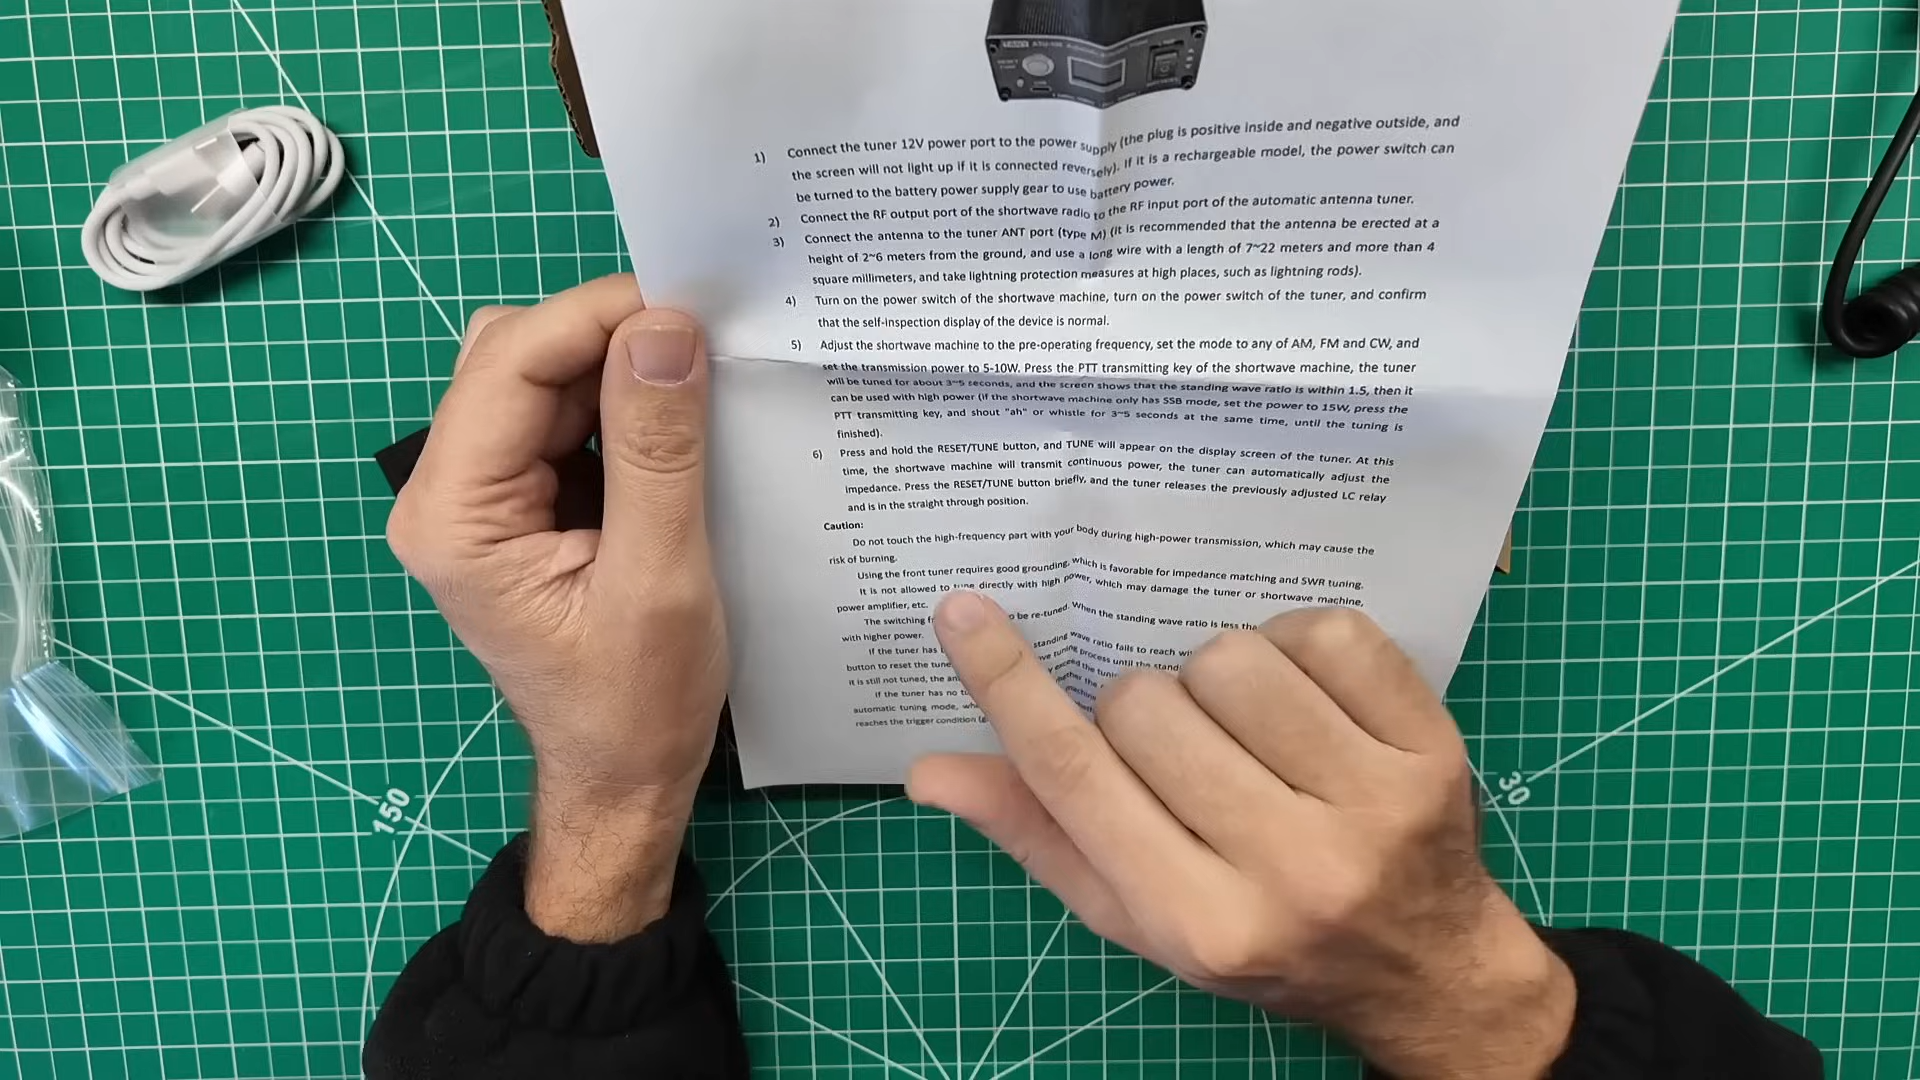 1) Connect the tuner 12V power port to the power supply (the plug is positive inside and negative outside, and
the screen will not light up if it is connected reversely). If it is a rechargeable model, the power switch can
be turned to the battery power supply gear to use battery power.
2) Connect the RF output port of the shortwave radio to the RF input port of the automatic antenna tuner.
3) Connect the antenna to the tuner ANT port (type M) (it is recommended that the antenna be erected at a
height of 2~6 meters from the ground, and use a long wire with a length of 7~22 meters and more than 4
square millimeters, and take lightning protection measures at high places, such as lightning rods).
4) Turn on the power switch of the shortwave machine, turn on the power switch of the tuner, and confirm
that the self-inspection display of the device is normal.
5) Adjust the shortwave machine to the pre-operating frequency, set the mode to any of AM, FM and CW, and
set the transmission power to 5-10W. Press the PTT transmitting key of the shortwave machine, the tuner
will be tuned for about 3~5 seconds, and the screen shows that the standing wave ratio is within 1.5, then it
can be used with high power (if the shortwave machine only has SSB mode, set the power to 15W, press the
PTT transmitting key, and shout "ah" or whistle for 3~5 seconds at the same time, until the tuning is
finished).
6) Press and hold the RESET/TUNE button, and TUNE will appear on the display screen of the tuner. At this
time, the shortwave machine will transmit continuous power, the tuner can automatically adjust the
impedance. Press the RESET/TUNE button briefly, and the tuner releases the previously adjusted LC relay
and is in the straight through position.
Caution:
Do not touch the high-frequency part with your body during high-power transmission, which may cause the
risk of burning.
Using the front tuner requires good grounding, which is favorable for impedance matching and SWR tuning.
It is not allowed to tune directly with high power, which may damage the tuner or shortwave machine,
power amplifier, etc.
The switching be re-tuned. When the standing wave ratio is less
with higher power.
If the tuner has standing wave ratio fails to reach
button to reset the tuning process until the
it is still not tuned, the exceed the
If the tuner has no
automatic tuning mode, machine
reaches the trigger condition
150
30